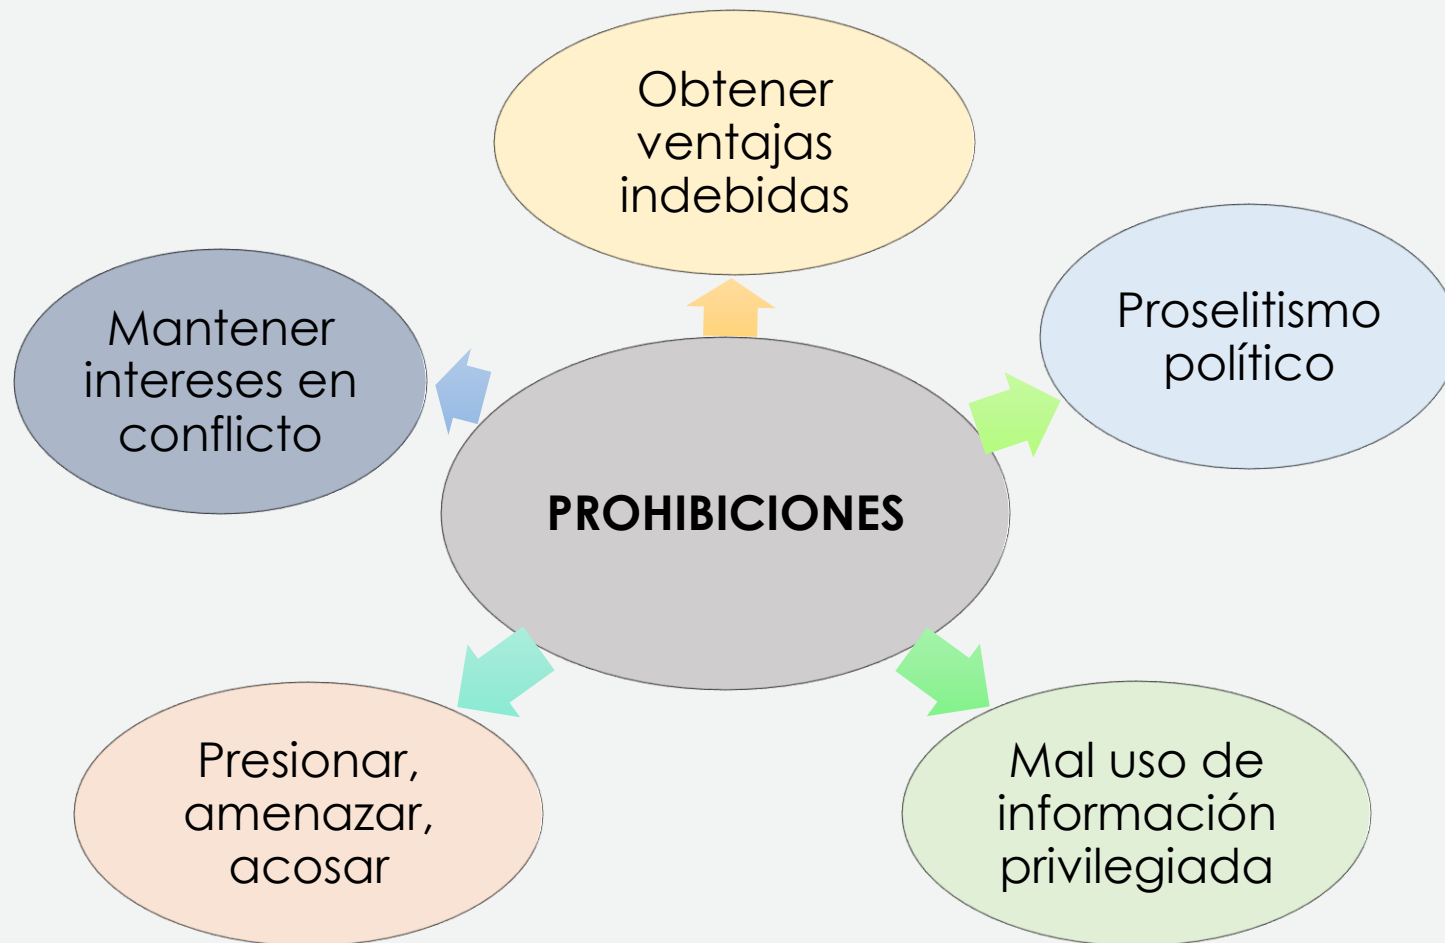 Obtener
ventajas
indebidas
Proselitismo
político
Mantener
intereses en
conflicto
PROHIBICIONES
Presionar,
amenazar,
acosar
Mal uso de
información
privilegiada